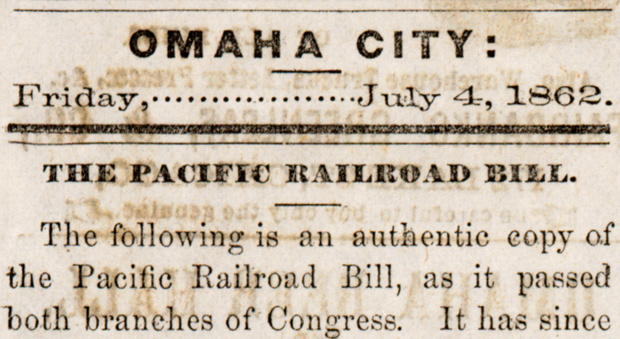 OMAHA CITY:
Friday,....................July 4, 1862.
THE PACIFIC RAILROAD BILL.
The following is an authentic copy of
the Pacific Railroad Bill, as it passed
both branches of Congress. It has since